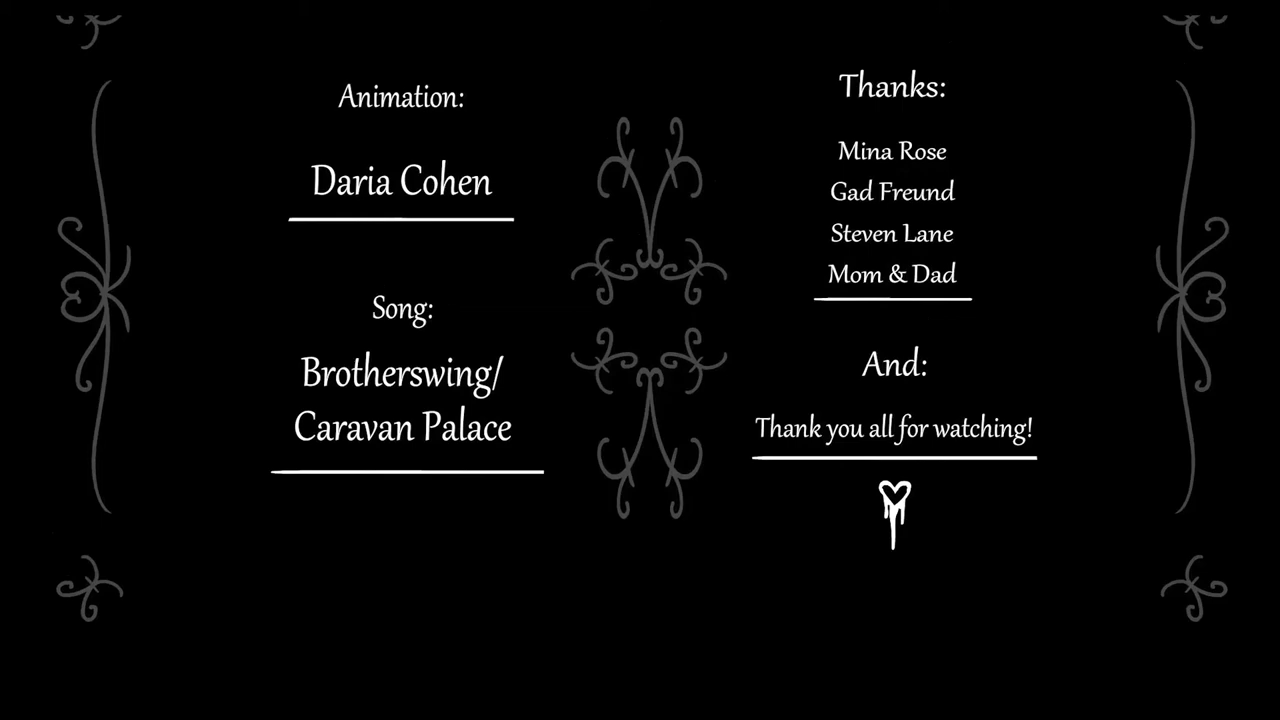 Animation:
Daria Cohen
Song:
Brotherswing/
Caravan Palace
Thanks:
Mina Rose
Gad Freund
Steven Lane
Mom & Dad
And:
Thank you all for watching!